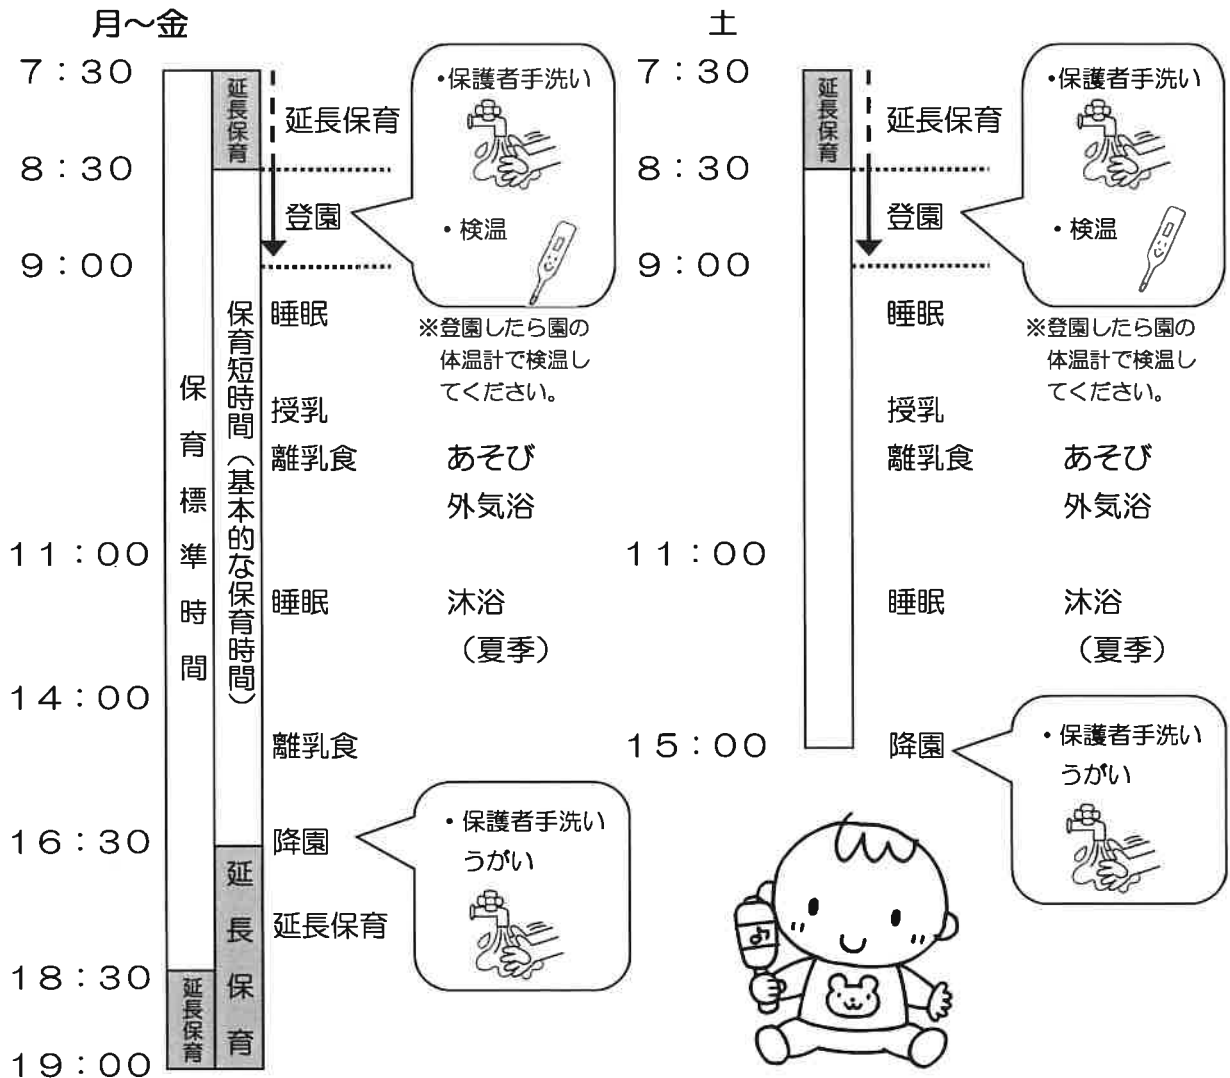 月～金
7：30
8：30
9：00
11：00
14：00
16：30
18：30
19：00
保育標準時間
延長保育
延長保育
保育短時間（基本的な保育時間）
延長保育
延長保育
登園
睡眠
授乳
離乳食
あそび
外気浴
睡眠
沐浴
（夏季）
離乳食
降園
延長保育
・保護者手洗い
・検温
※登園したら園の
体温計で検温し
てください。
・保護者手洗い
うがい
土
7：30
8：30
9：00
11：00
15：00
延長保育
延長保育
登園
睡眠
授乳
離乳食
あそび
外気浴
睡眠
沐浴
（夏季）
降園
・保護者手洗い
・検温
※登園したら園の
体温計で検温し
てください。
・保護者手洗い
うがい